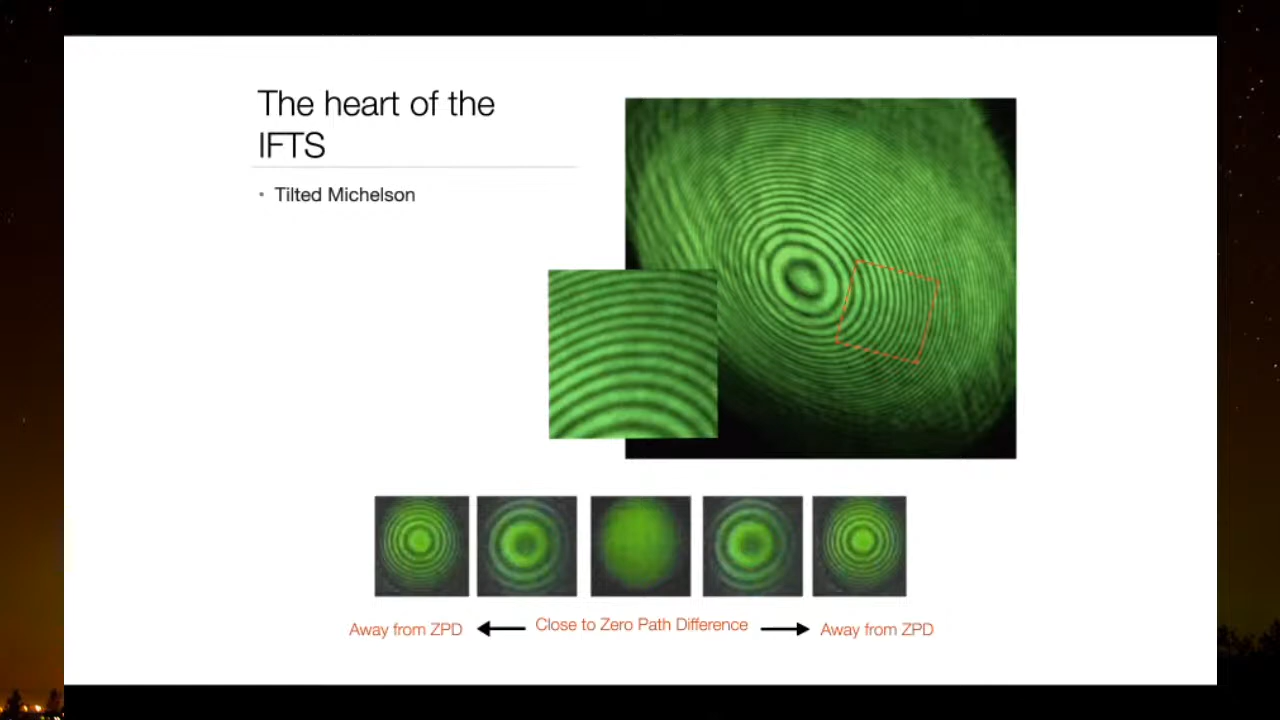 The heart of the
IFTS
• Tilted Michelson
Away from ZPD
Close to Zero Path Difference
Away from ZPD